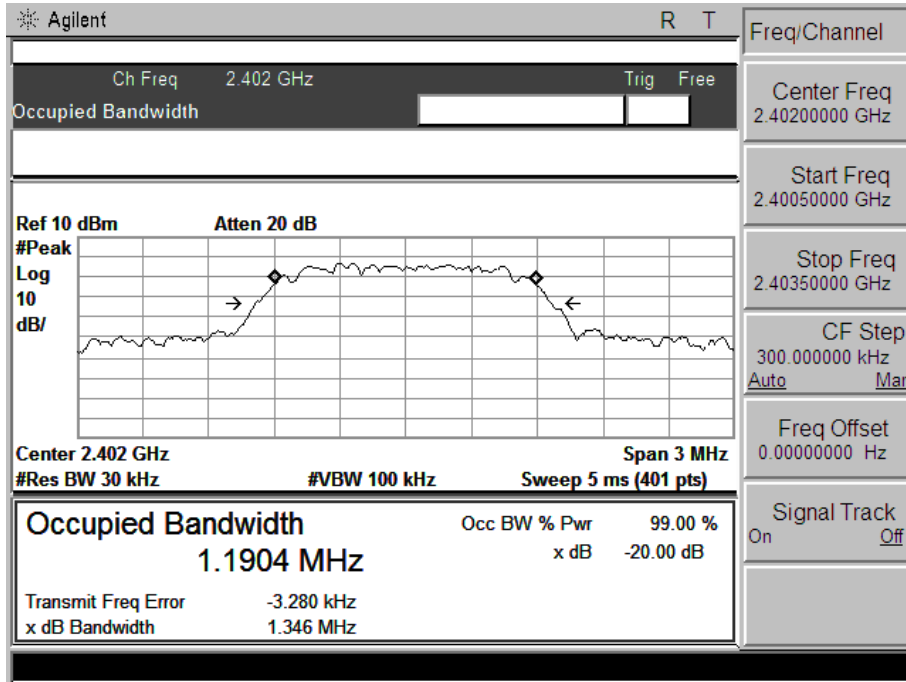 Agilent R T
Freq/Channel
Ch Freq 2.402 GHz Trig Free
Occupied Bandwidth
Center Freq
2.40200000 GHz
Start Freq
2.40050000 GHz
Stop Freq
2.40350000 GHz
CF Step
300.000000 kHz
Auto Man
Freq Offset
0.00000000 Hz
Signal Track
On Off
Ref 10 dBm Atten 20 dB
#Peak
Log
10
dB/
Center 2.402 GHz Span 3 MHz
#Res BW 30 kHz #VBW 100 kHz Sweep 5 ms (401 pts)
Occupied Bandwidth
1.1904 MHz
Occ BW % Pwr 99.00 %
x dB -20.00 dB
Transmit Freq Error -3.280 kHz
x dB Bandwidth 1.346 MHz